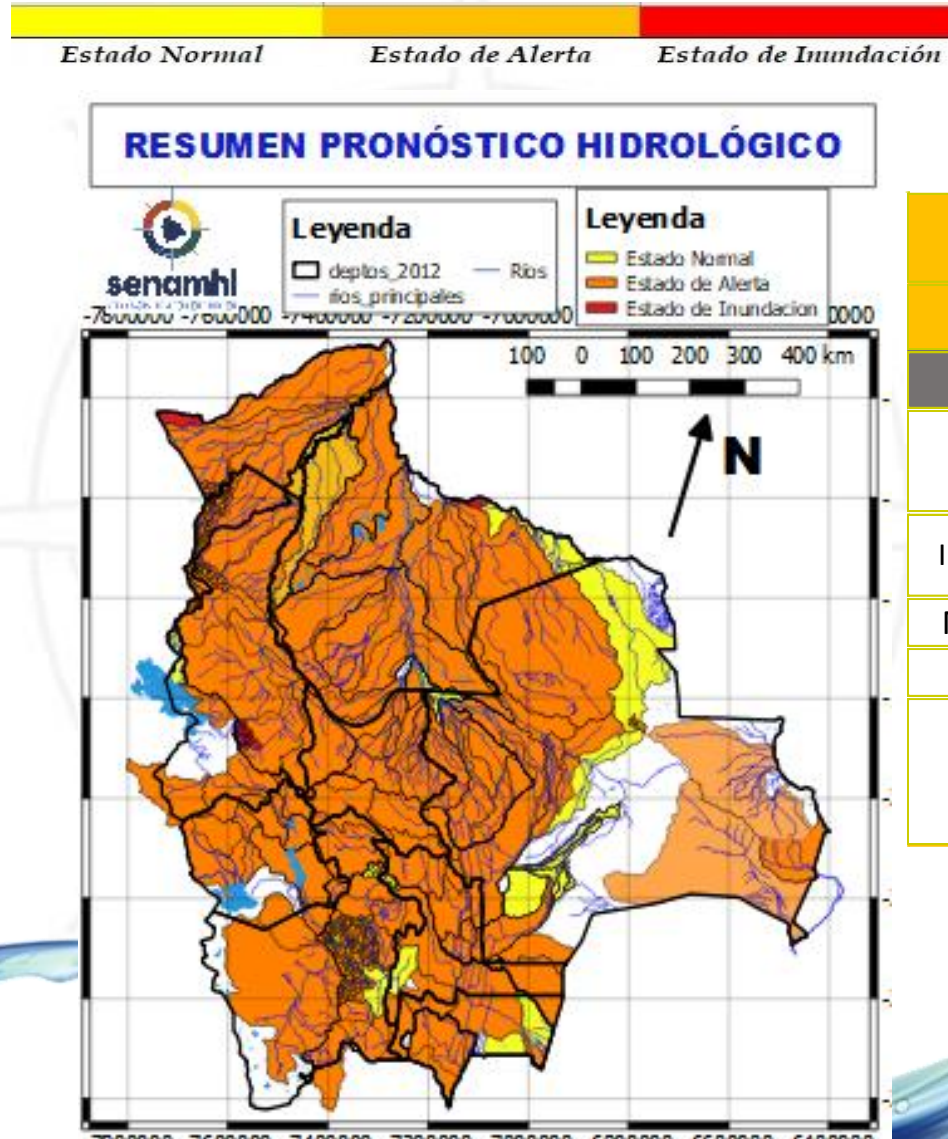 Estado Normal Estado de Alerta Estado de Inundación
RESUMEN PRONÓSTICO HIDROLÓGICO
senamhi
Leyenda
deptos_2012 Rios
rios_principales
Leyenda
Estado Normal
Estado de Alerta
Estado de Inundacion
100 0 100 200 300 400 km
N